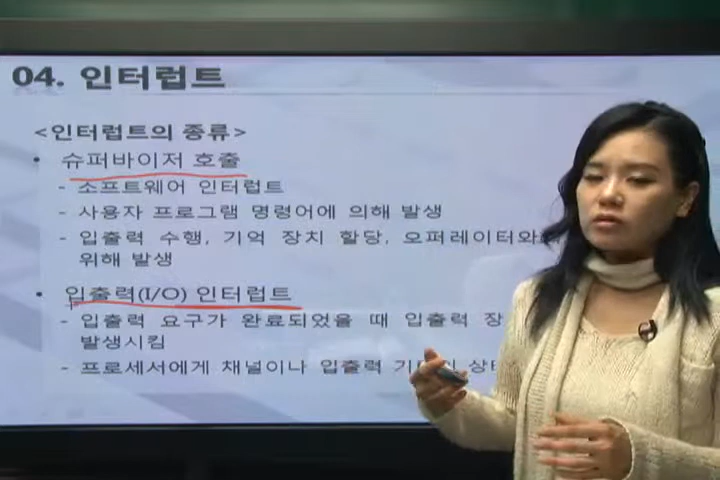 04. 인터럽트
<인터럽트의 종류>
• 슈퍼바이저 호출
- 소프트웨어 인터럽트
- 사용자 프로그램 명령어에 의해 발생
- 입출력 수행, 기억 장치 할당, 오퍼레이터와
위해 발생
• 입출력(I/O) 인터럽트
- 입출력 요구가 완료되었을 때 입출력 장
발생시킴
- 프로세서에게 채널이나 입출력